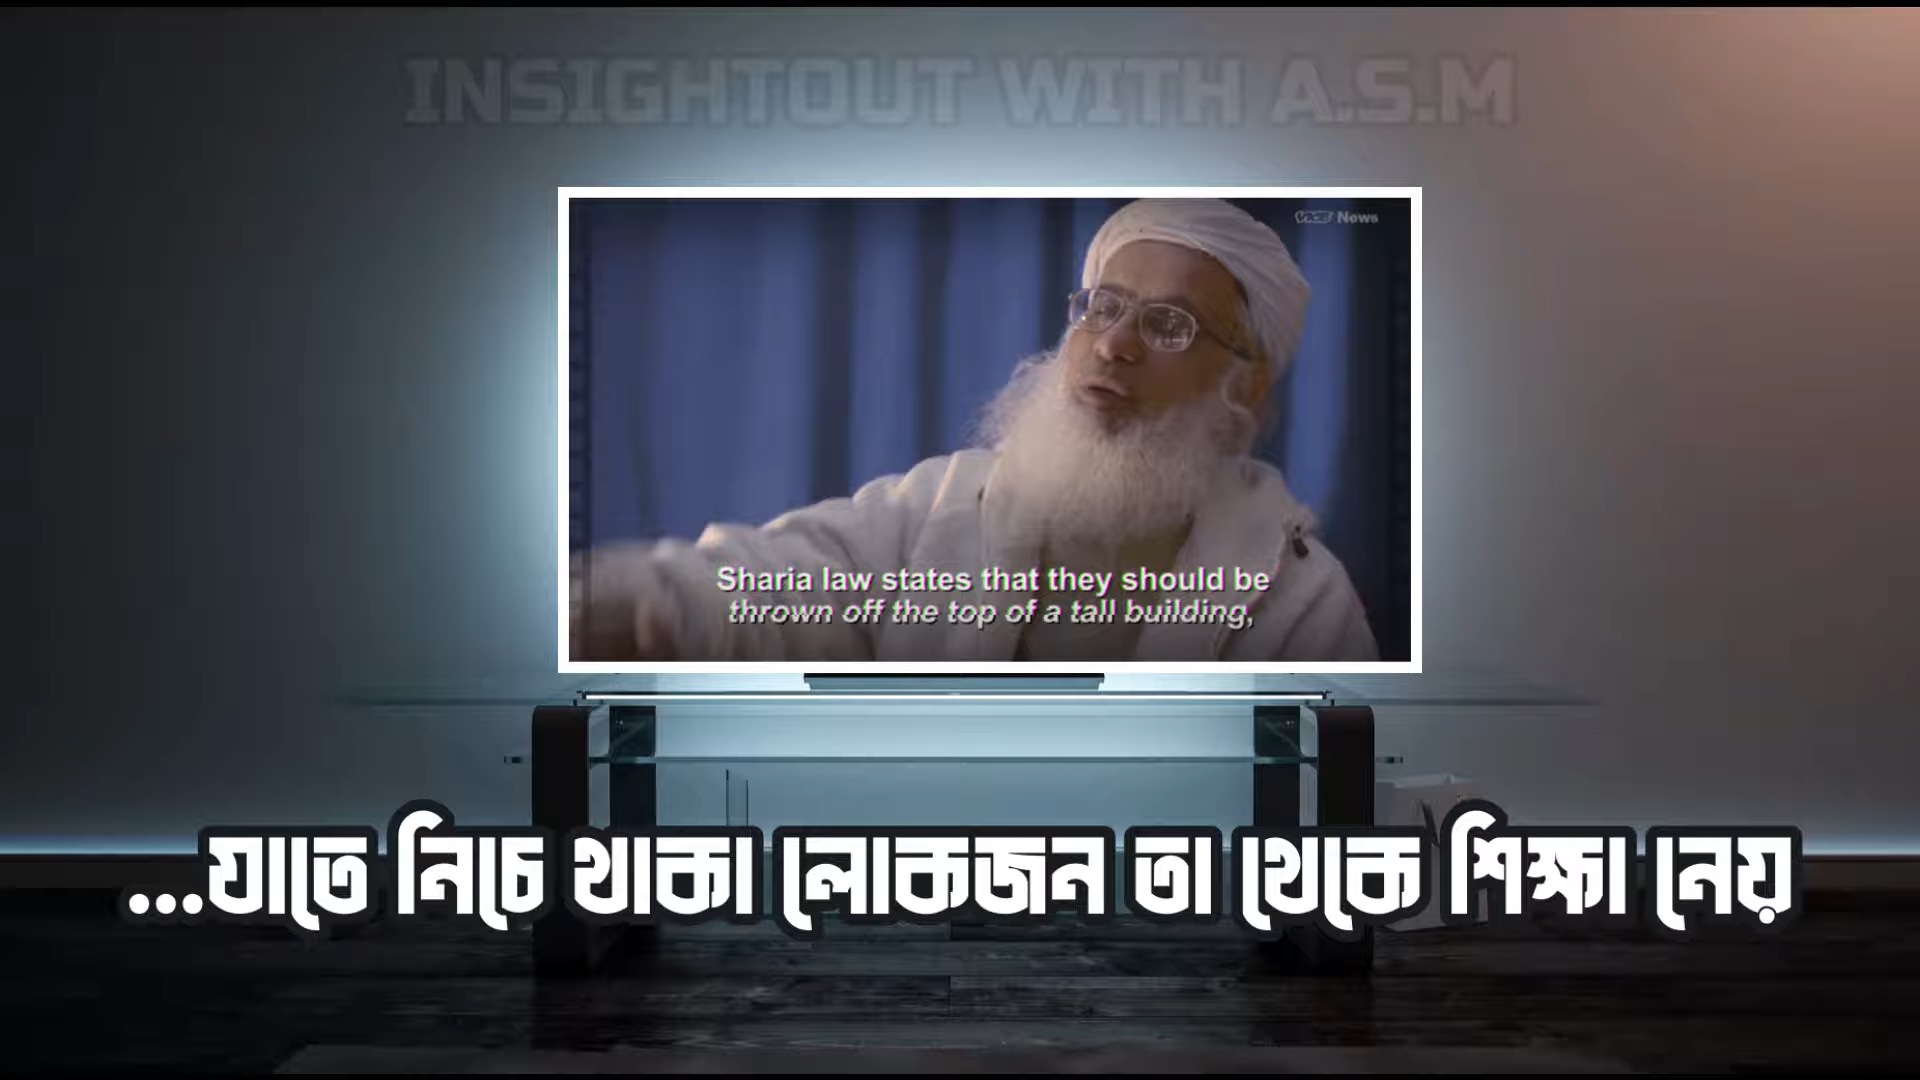 INSIGHTOUT WITH A.S.M
VICE News
Sharia law states that they should be
thrown off the top of a tall building,
...যাতে নিচে থাকা লোকজন তা থেকে শিক্ষা নেয়